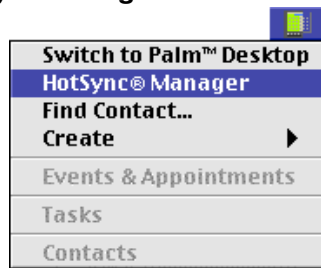 Switch to Palm™ Desktop
HotSync® Manager
Find Contact...
Create
Events & Appointments
Tasks
Contacts